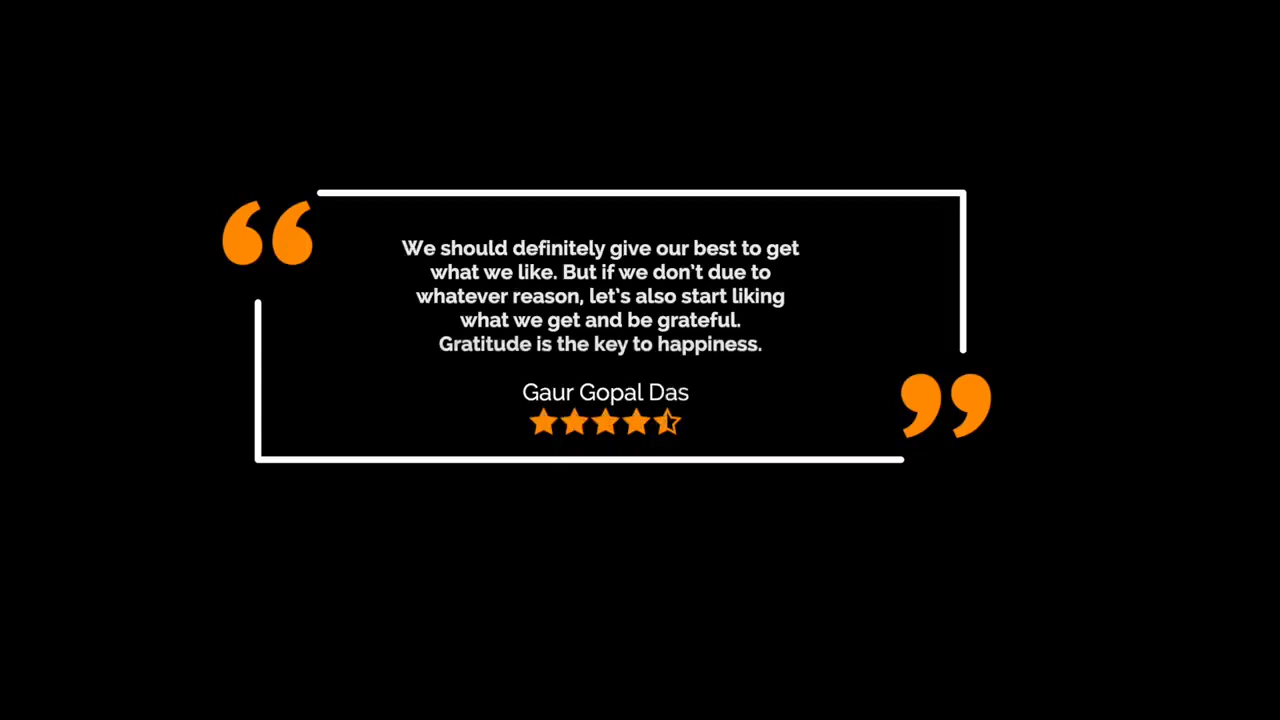 We should definitely give our best to get
what we like. But if we don't due to
whatever reason, let's also start liking
what we get and be grateful.
Gratitude is the key to happiness.
Gaur Gopal Das